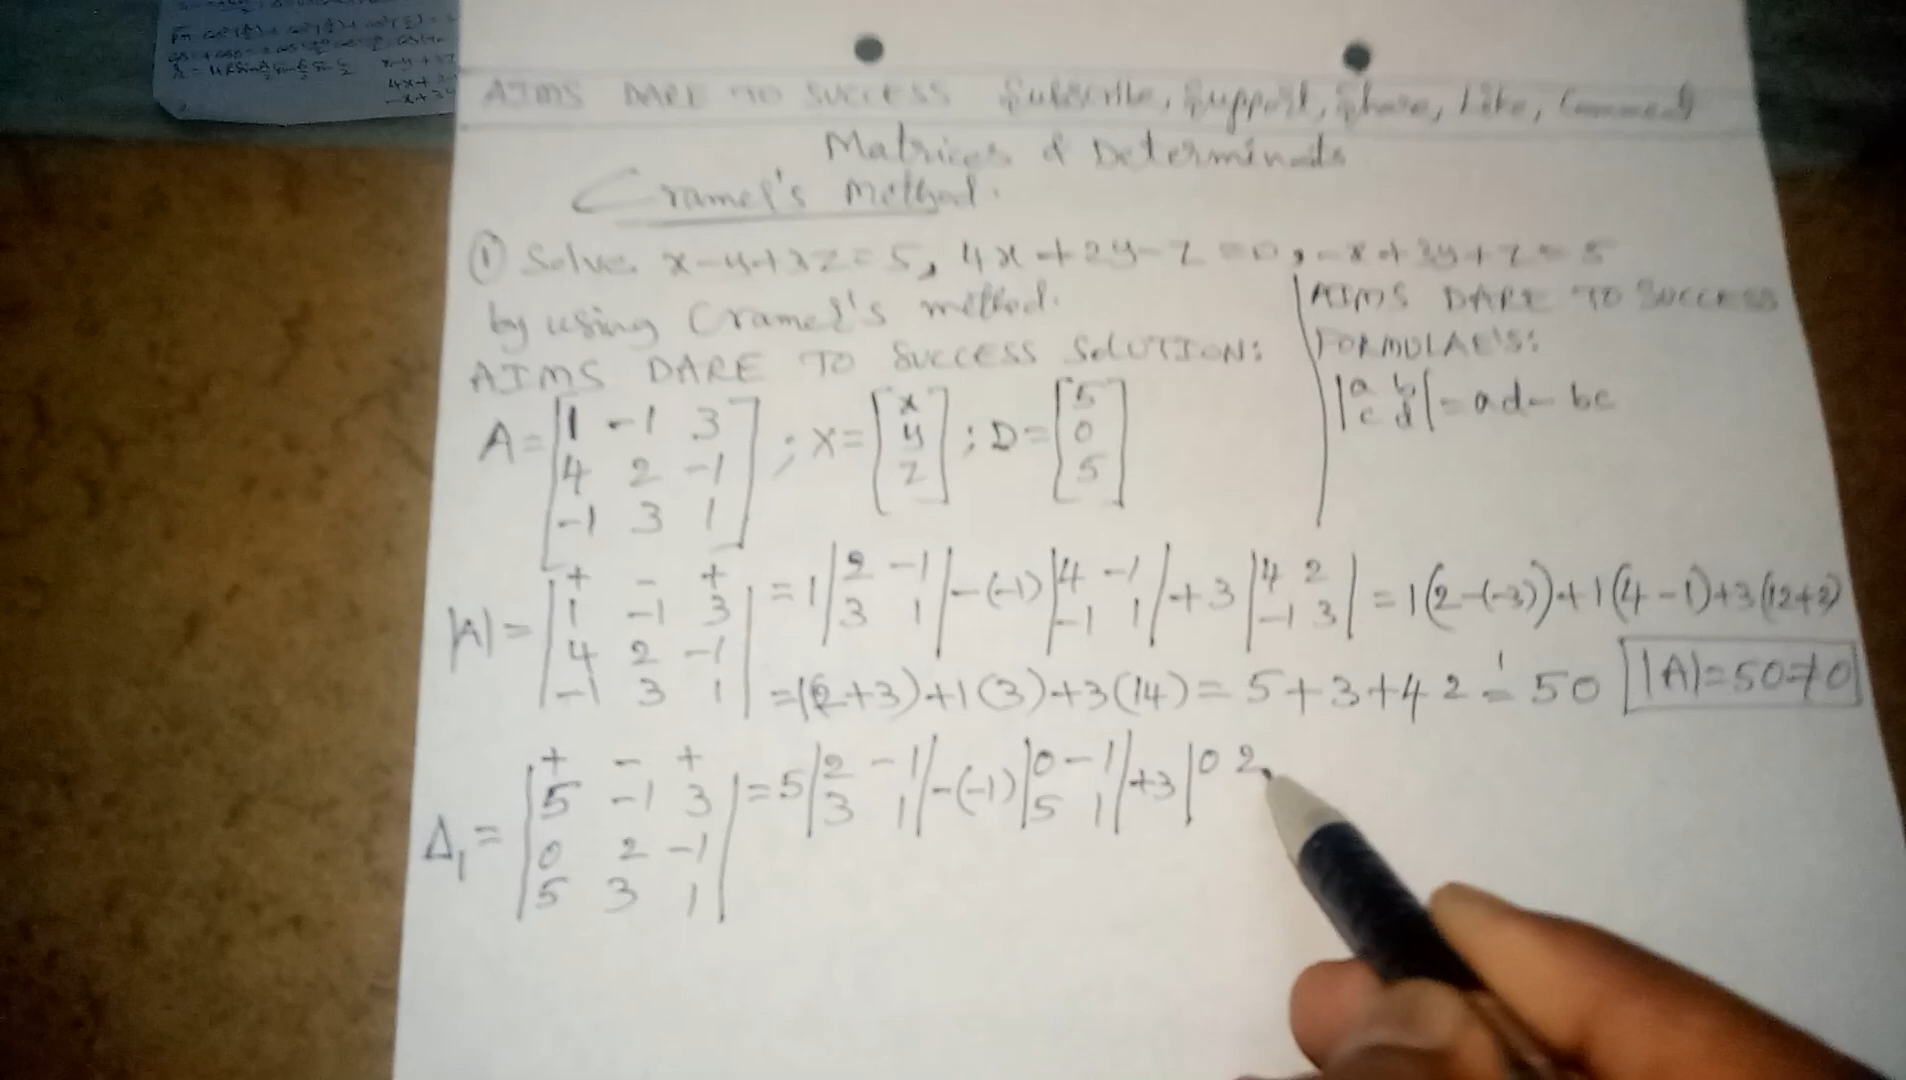 AIMS DARE TO SUCCESS Subscribe, Support, Share, Like, Comment
Matrices & Determinants
Cramer's Method.
① Solve x-y+3z=5, 4x+2y-z=0, -x+3y+z=5
by using Cramer's method.
AIMS DARE TO SUCCESS
FORMULAE'S:
|a b
c d| = ad-bc
AIMS DARE TO SUCCESS SOLUTION:
A = [1 -1 3
4 2 -1
-1 3 1] ; X = [x
y
z] ; D = [5
0
5]
+ - +
|A| = |1 -1 3
4 2 -1
-1 3 1| = 1|2 -1
3 1| -(-1)|4 -1
-1 1| +3|4 2
-1 3| = 1(2-(-3))+1(4-1)+3(12+2)
=1(2+3)+1(3)+3(14) = 5+3+42 = 50 |A|=50≠0
+ - +
Δ₁ = |5 -1 3
0 2 -1
5 3 1| = 5|2 -1
3 1| -(-1)|0 -1
5 1| +3|0 2